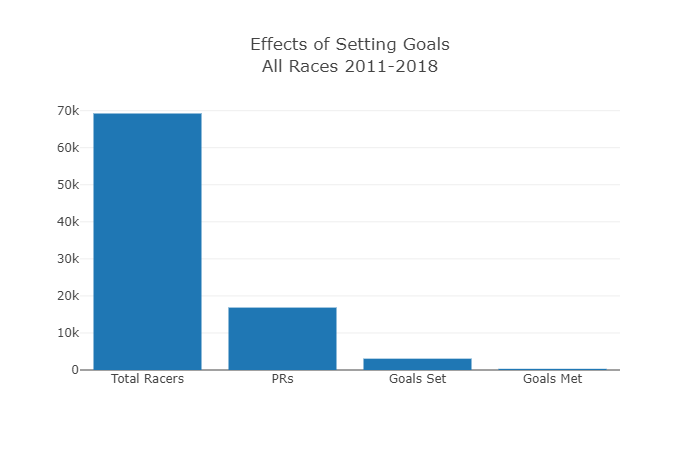 Effects of Setting Goals
All Races 2011-2018
70k
60k
50k
40k
30k
20k
10k
0
Total Racers
PRs
Goals Set
Goals Met